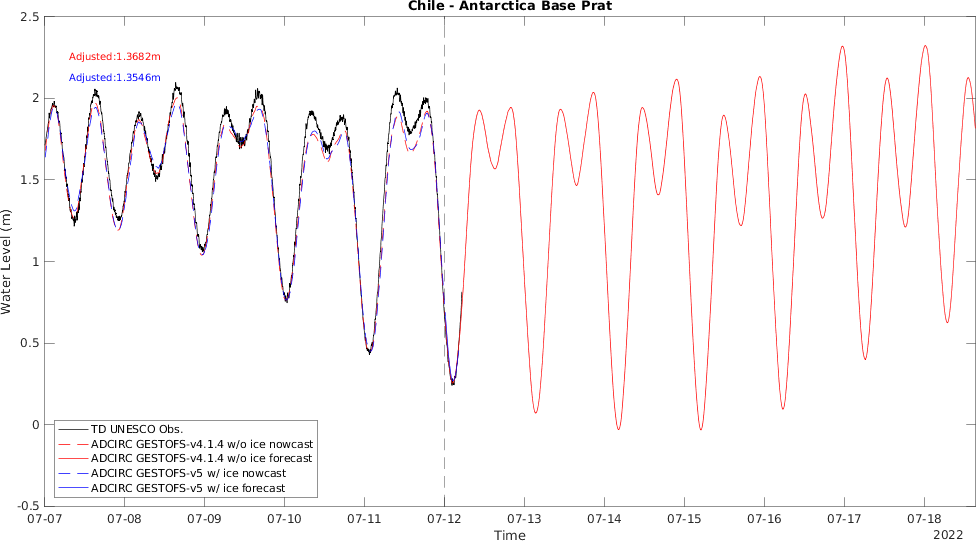 Chile - Antarctica Base Prat
2.5
Adjusted:1.3682m
Adjusted:1.3546m
2
1.5
1
0.5
0
-0.5
Water Level (m)
TD UNESCO Obs.
ADCIRC GESTOFS-v4.1.4 w/o ice nowcast
ADCIRC GESTOFS-v4.1.4 w/o ice forecast
ADCIRC GESTOFS-v5 w/ ice nowcast
ADCIRC GESTOFS-v5 w/ ice forecast
07-07 07-08 07-09 07-10 07-11 07-12 07-13 07-14 07-15 07-16 07-17 07-18
Time
2022